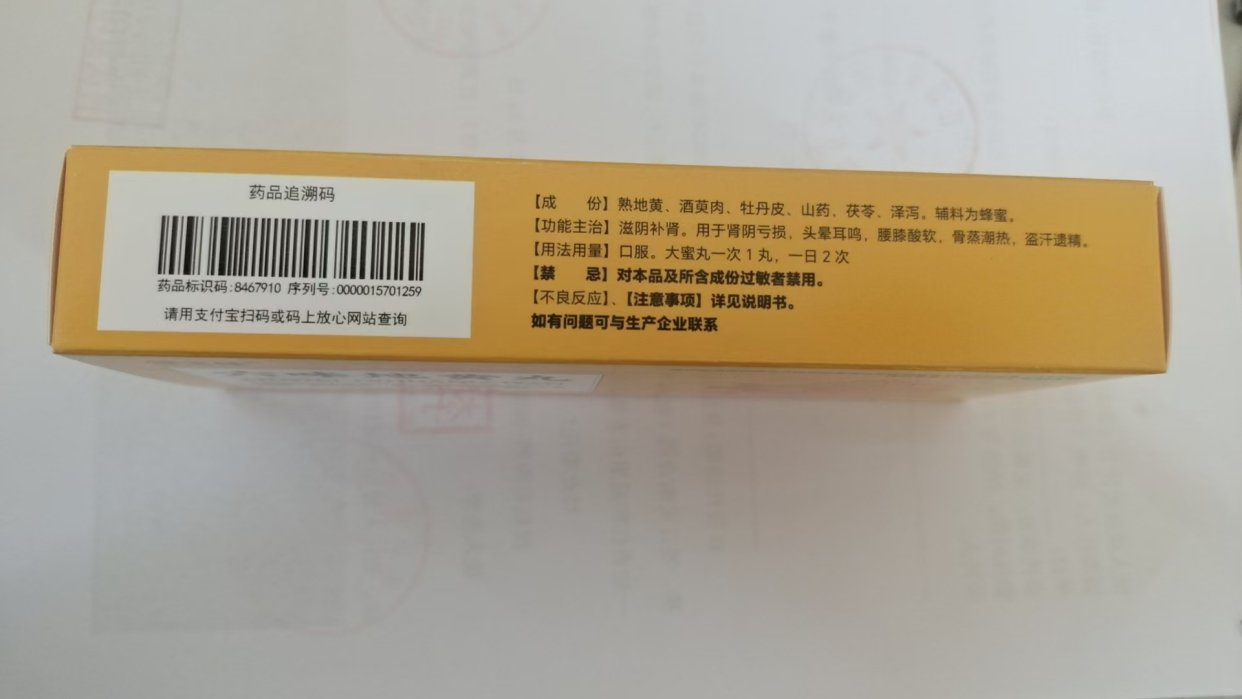 药品追溯码
药品标识码:8467910 序列号:0000015701259
请用支付宝扫码或码上放心网站查询
【成　份】熟地黄、酒萸肉、牡丹皮、山药、茯苓、泽泻。辅料为蜂蜜。
【功能主治】滋阴补肾。用于肾阴亏损，头晕耳鸣，腰膝酸软，骨蒸潮热，盗汗遗精。
【用法用量】口服。大蜜丸一次1丸，一日2次
【禁　忌】对本品及所含成份过敏者禁用。
【不良反应】、【注意事项】详见说明书。
如有问题可与生产企业联系